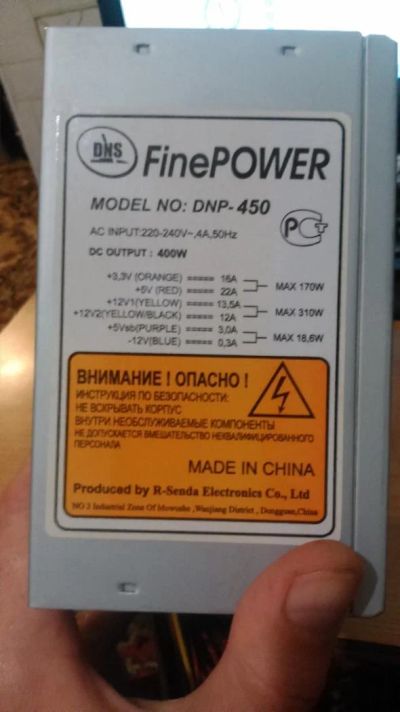 DNS
FinePOWER
MODEL NO: DNP-450
AC INPUT:220-240V~,4A,50Hz
DC OUTPUT : 400W
+3,3V (ORANGE) ===== 16A
+5V (RED) ===== 22A
MAX 170W
+12V1(YELLOW) ===== 13,5A
+12V2(YELLOW/BLACK) ===== 12A
MAX 310W
+5Vsb(PURPLE) ===== 3,0A
-12V(BLUE) ===== 0,3A
MAX 18,6W
ВНИМАНИЕ ! ОПАСНО !
ИНСТРУКЦИЯ ПО БЕЗОПАСНОСТИ:
НЕ ВСКРЫВАТЬ КОРПУС
ВНУТРИ НЕОБСЛУЖИВАЕМЫЕ КОМПОНЕНТЫ
НЕ ДОПУСКАЕТСЯ ВМЕШАТЕЛЬСТВО НЕКВАЛИФИЦИРОВАННОГО
ПЕРСОНАЛА
MADE IN CHINA
Produced by R-Senda Electronics Co., Ltd
NO 3 Industrial Zone Of Wanjiang District , Dongguan,China